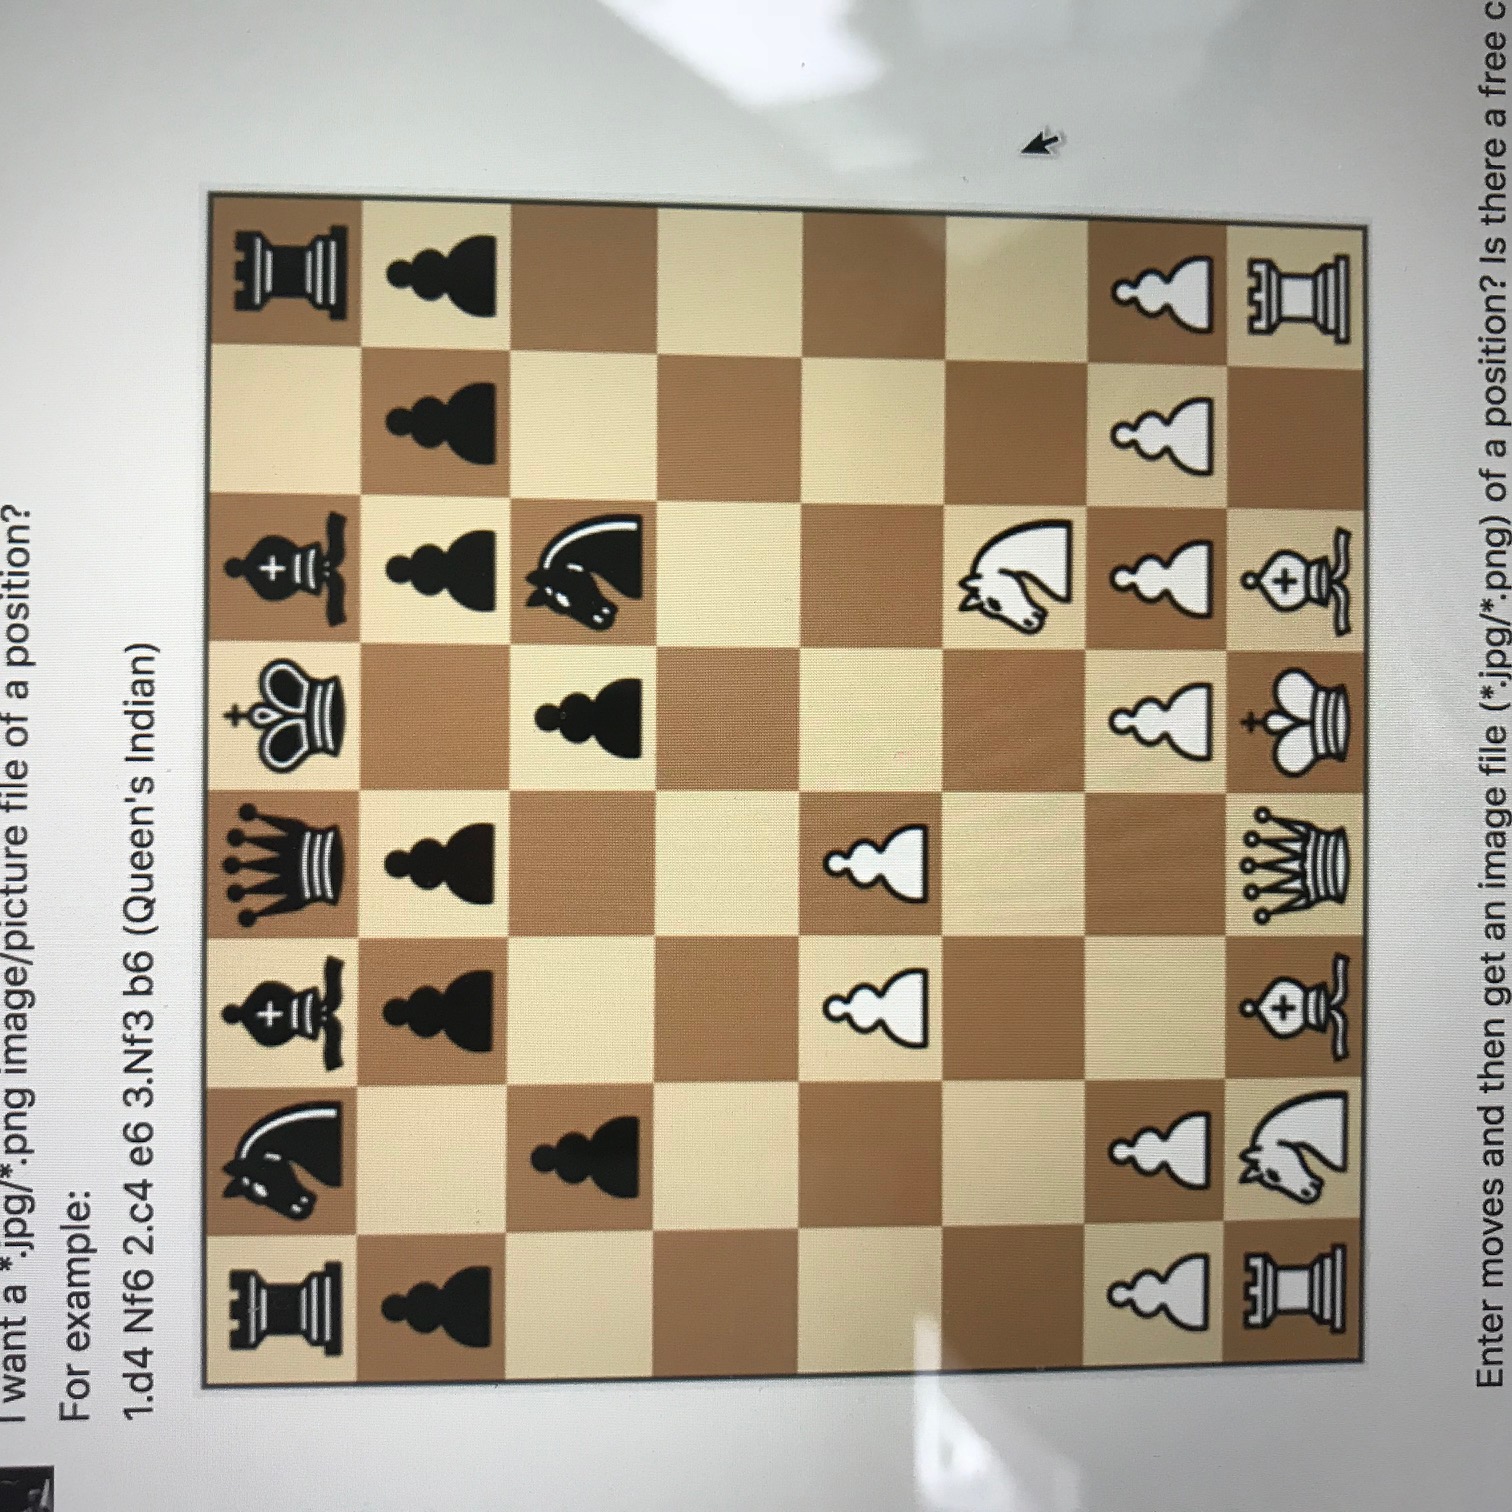 I want a *.jpg/*.png image/picture file of a position?
For example:
1.d4 Nf6 2.c4 e6 3.Nf3 b6 (Queen's Indian)
Enter moves and then get an image file (*.jpg/*.png) of a position? Is there a free